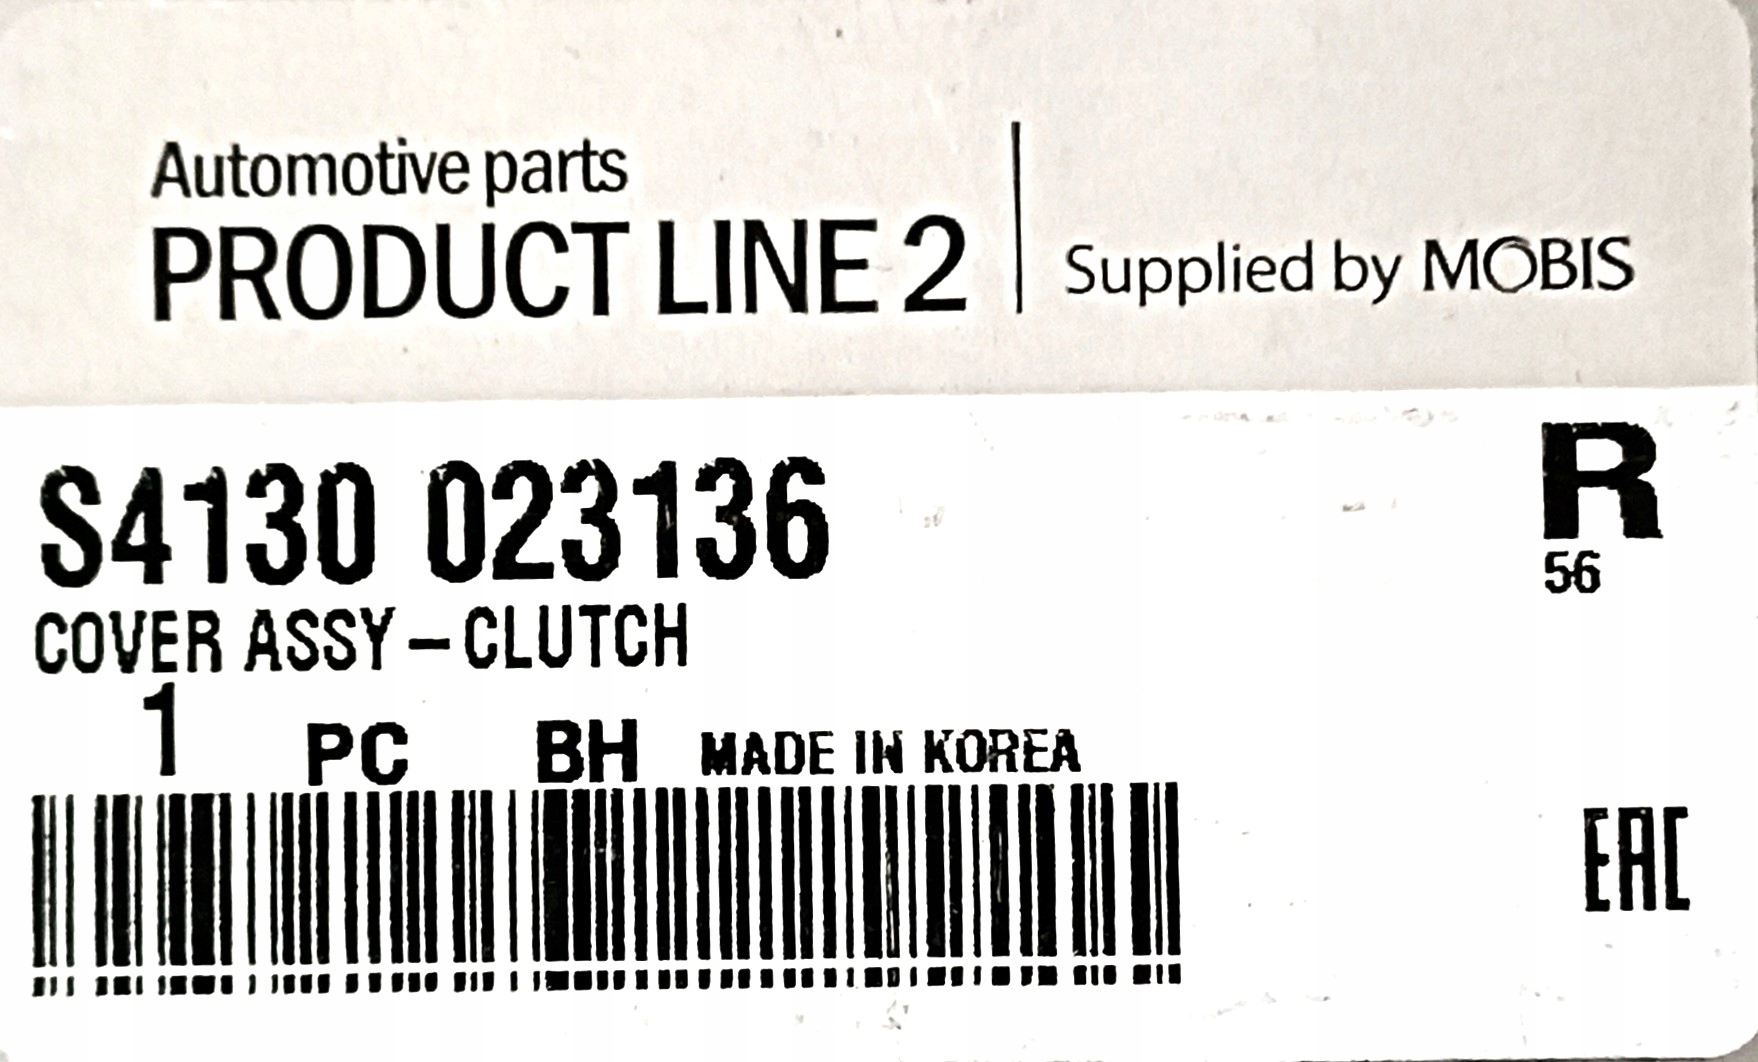 Automotive parts
PRODUCT LINE 2
Supplied by MOBIS
S4130 023136
R
56
COVER ASSY – CLUTCH
1 PC BH MADE IN KOREA
EAC